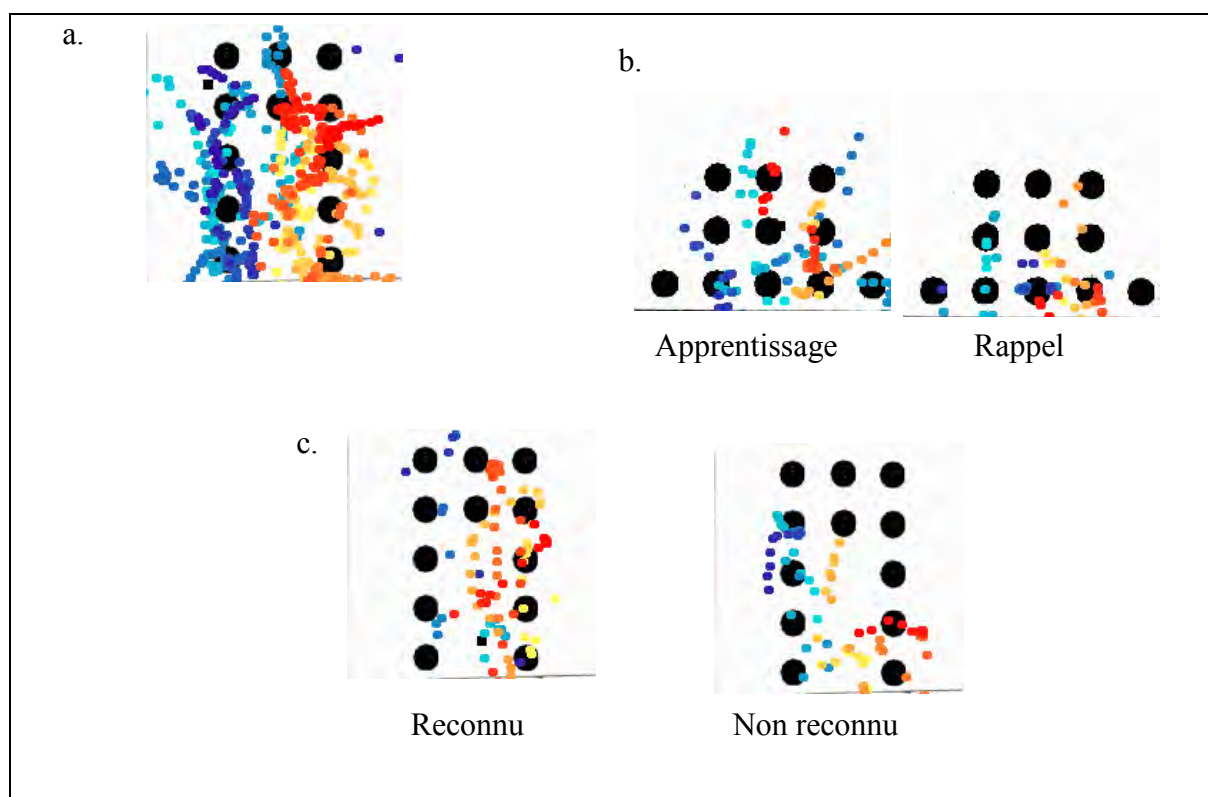 a.
b.
Apprentissage
Rappel
c.
Reconnu
Non reconnu